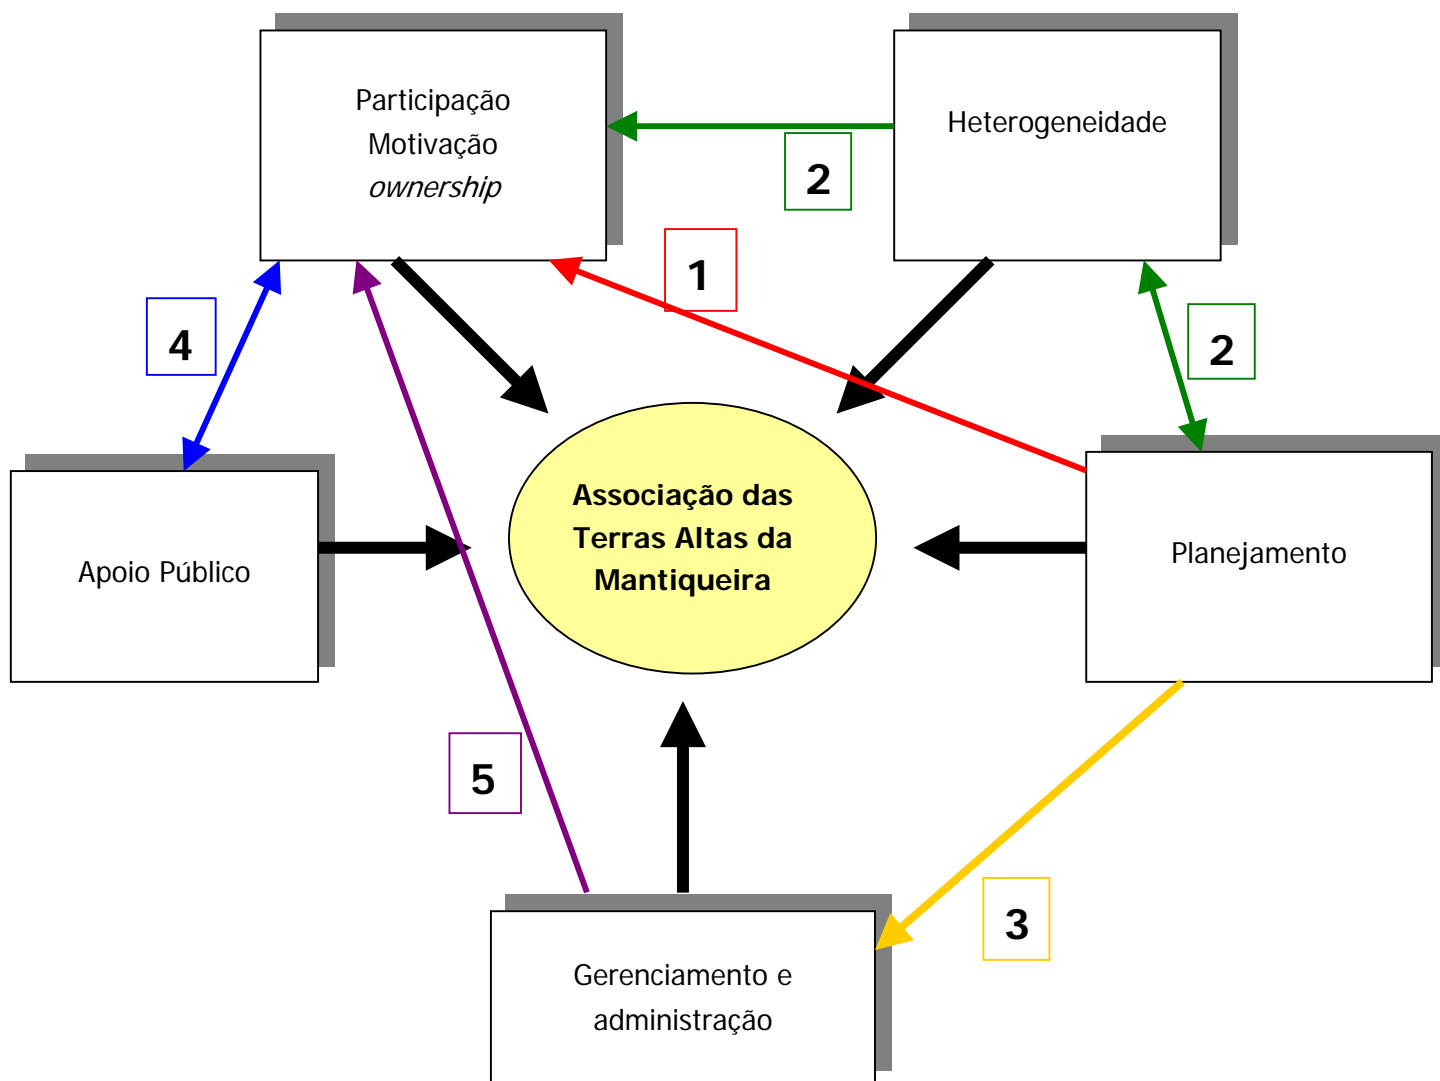 Participação
Motivação
ownership
Heterogeneidade
2
1
4
2
Associação das
Terras Altas da
Mantiqueira
Apoio Público
Planejamento
5
3
Gerenciamento e
administração